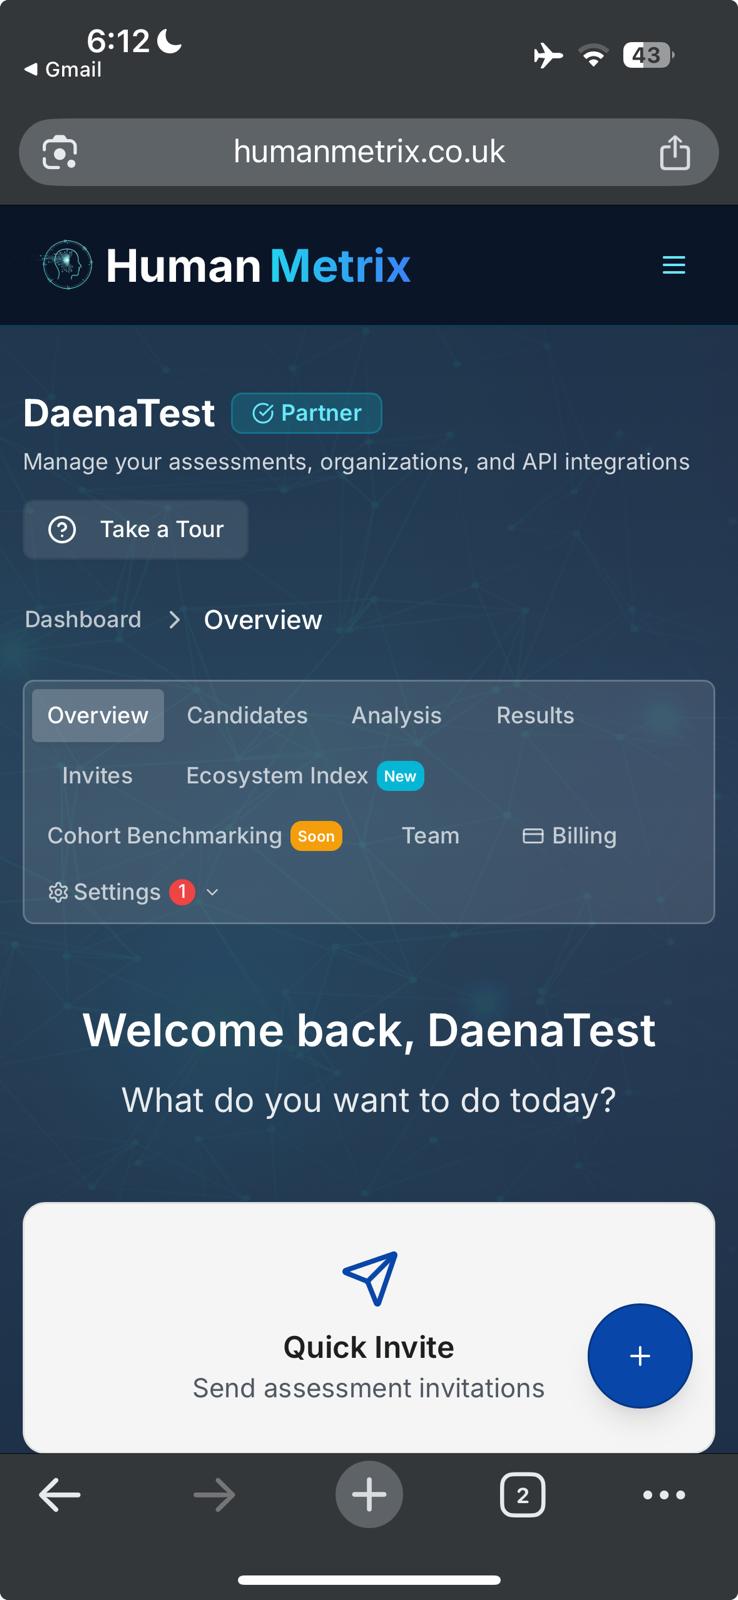 6:12
◀ Gmail
43
humanmetrix.co.uk
Human Metrix
DaenaTest Partner
Manage your assessments, organizations, and API integrations
Take a Tour
Dashboard > Overview
Overview Candidates Analysis Results
Invites Ecosystem Index New
Cohort Benchmarking Soon Team Billing
Settings 1
Welcome back, DaenaTest
What do you want to do today?
Quick Invite
Send assessment invitations
2